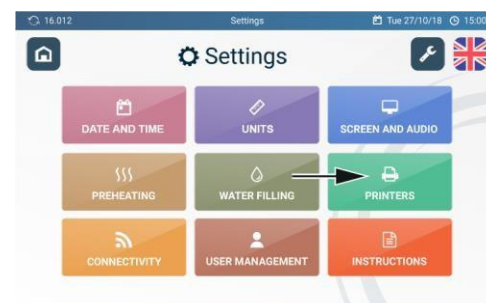 16.012 Settings Tue 27/10/18 15:00
Settings
DATE AND TIME UNITS SCREEN AND AUDIO
PREHEATING WATER FILLING PRINTERS
CONNECTIVITY USER MANAGEMENT INSTRUCTIONS